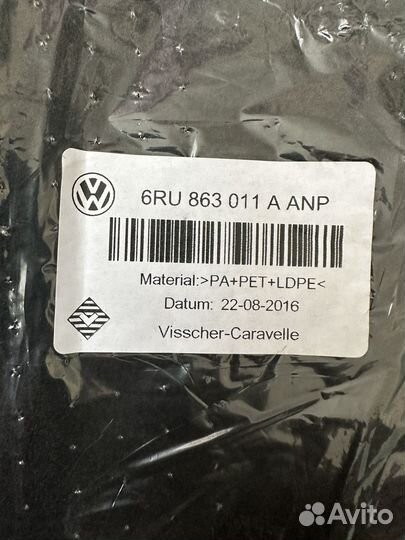 6RU 863 011 A ANP
Material:>PA+PET+LDPE<
Datum: 22-08-2016
Visscher-Caravelle
Avito